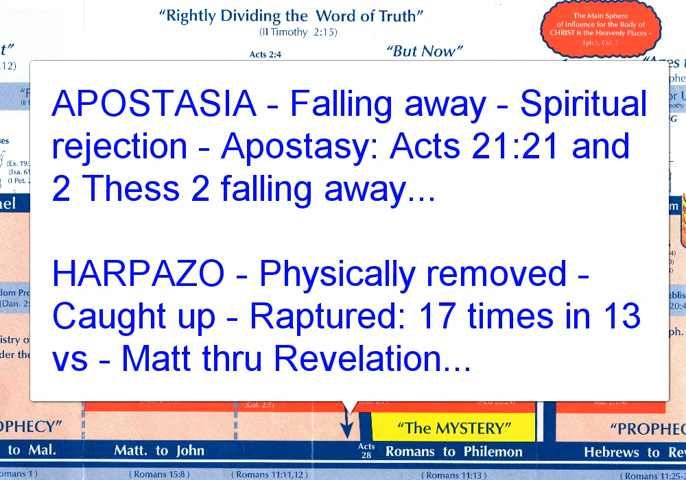 "Rightly Dividing the Word of Truth"
(II Timothy 2:15)
The Main Sphere
of Influence for the Body of
CHRIST is the Heavenly Places -
Acts 2:4
"But Now"
APOSTASIA - Falling away - Spiritual
rejection - Apostasy: Acts 21:21 and
2 Thess 2 falling away...
HARPAZO - Physically removed -
Caught up - Raptured: 17 times in 13
vs - Matt thru Revelation...
OPHECY"
"The MYSTERY"
"PROPHEC
to Mal.
Matt. to John
Acts
28
Romans to Philemon
Hebrews to Rev
omans 1)
(Romans 15:8)
(Romans 11:11,12)
(Romans 11:13)
(Romans 11:25-